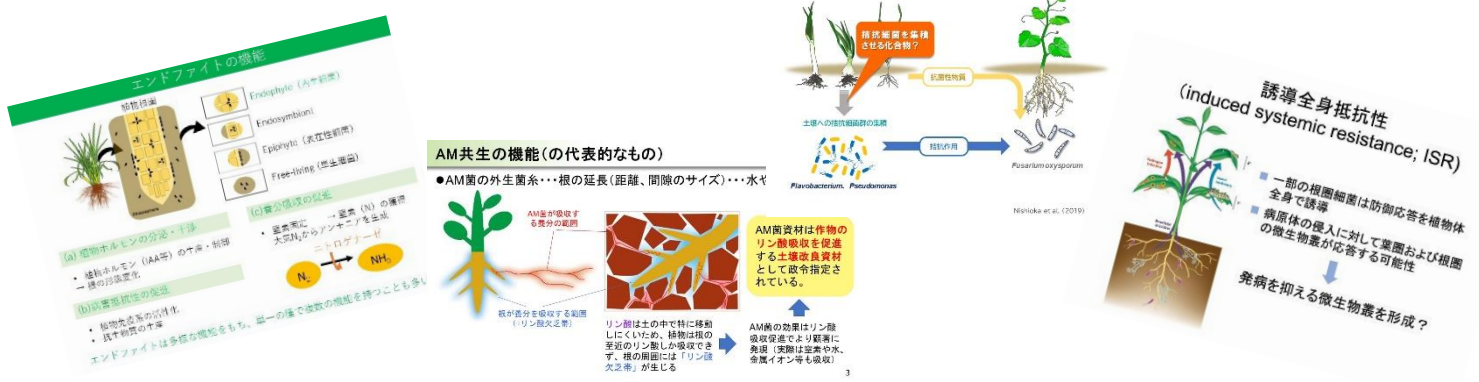 エンドファイトの機能
植物根圏
Endophyte (内生細菌)
Endosymbiont
Epiphyte (表在性細菌)
Free-living (単生細菌)
Rhizosphere
(a) 植物ホルモンの分泌・干渉
• 植物ホルモン (IAA等) の生産・制御
→ 根の形態変化
(b) 病害抵抗性の促進
• 植物免疫系の活性化
• 抗生物質の生産
(c) 養分吸収の促進
• 窒素固定 → 窒素 (N) の獲得
大気N₂からアンモニアを生成
ニトロゲナーゼ
N₂
NH₃
エンドファイトは多様な機能をもち、単一の種で複数の機能を持つことも多い
AM共生の機能(の代表的なもの)
●AM菌の外生菌糸・・・根の延長(距離、間隙のサイズ)・・・水や
AM菌が吸収す
る養分の範囲
根が養分を吸収する範囲
(=リン酸欠乏帯)
リン酸は土の中で特に移動
しにくいため、植物は根の
至近のリン酸しか吸収でき
ず、根の周囲には「リン酸
欠乏帯」が生じる
AM菌資材は作物の
リン酸吸収を促進
する土壌改良資材
として政令指定さ
れている。
AM菌の効果はリン酸
吸収促進でより顕著に
発現(実際は窒素や水、
金属イオン等も吸収)
3
拮抗細菌を集積
させる化合物?
抗菌性物質
土壌への拮抗細菌群の集積
拮抗作用
Flavobacterium, Pseudomonas
Fusarium oxysporum
Nishioka et al. (2019)
誘導全身抵抗性
(induced systemic resistance; ISR)
■ 一部の根圏細菌は防御応答を植物体
全身で誘導
■ 病原体の侵入に対して葉圏および根圏
の微生物叢が応答する可能性
発病を抑える微生物叢を形成?